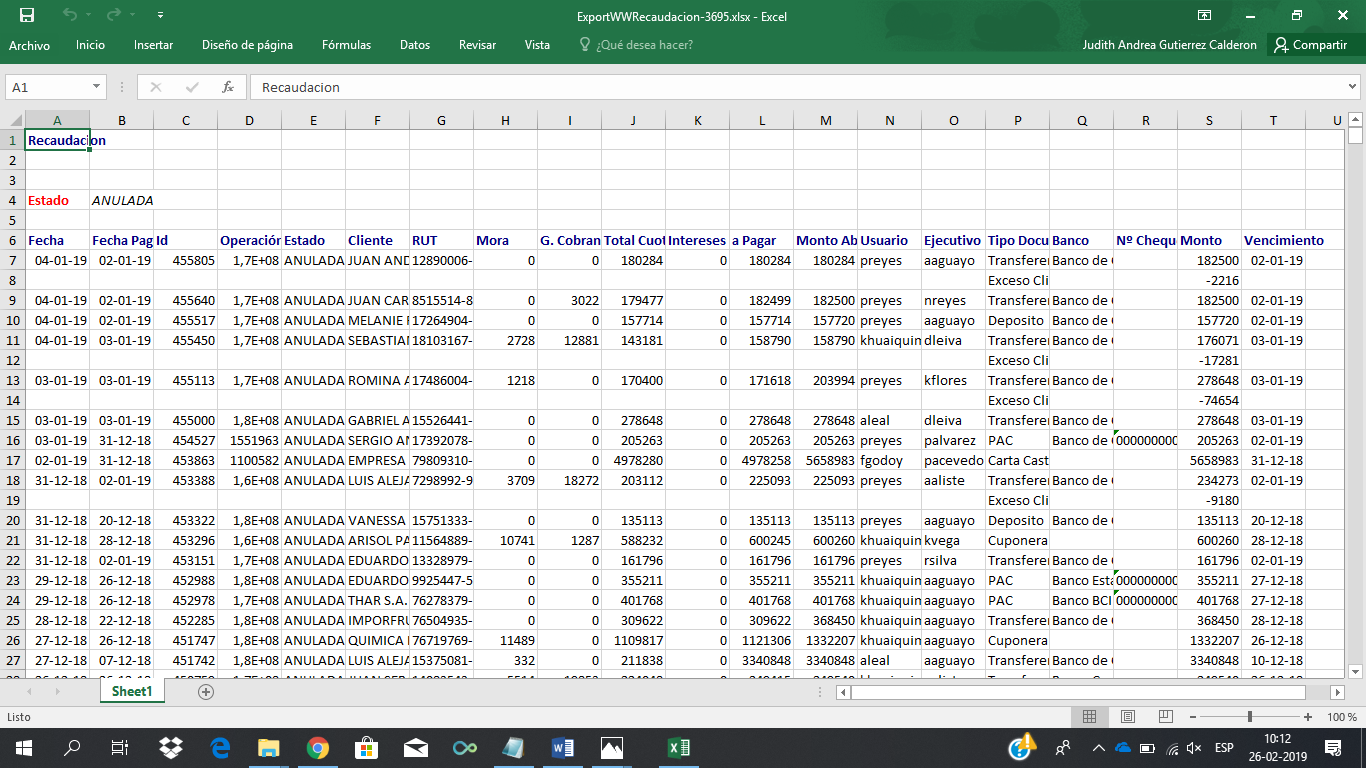 ExportWWRecaudacion-3695.xlsx - Excel
Archivo Inicio Insertar Diseño de página Fórmulas Datos Revisar Vista ¿Qué desea hacer? Judith Andrea Gutierrez Calderon Compartir
A1 fx Recaudacion
A B C D E F G H I J K L M N O P Q R S T U
1 Recaudacion
2
3
4 Estado ANULADA
5
6 Fecha Fecha Pag Id Operación Estado Cliente RUT Mora G. Cobran Total Cuot Intereses a Pagar Monto Ab Usuario Ejecutivo Tipo Docu Banco Nº Chequ Monto Vencimiento
7 04-01-19 02-01-19 455805 1,7E+08 ANULADA JUAN AND 12890006- 0 0 180284 0 180284 180284 preyes aaguayo Transferen Banco de 182500 02-01-19
8 Exceso Cli -2216
9 04-01-19 02-01-19 455640 1,7E+08 ANULADA JUAN CAR 8515514-8 0 3022 179477 0 182499 182500 preyes nreyes Transferen Banco de 182500 02-01-19
10 04-01-19 02-01-19 455517 1,7E+08 ANULADA MELANIE 17264904- 0 0 157714 0 157714 157720 preyes aaguayo Deposito Banco de 157720 02-01-19
11 04-01-19 03-01-19 455450 1,7E+08 ANULADA SEBASTIAN 18103167- 2728 12881 143181 0 158790 158790 khuaiquin dleiva Transferen Banco de 176071 03-01-19
12 Exceso Cli -17281
13 03-01-19 03-01-19 455113 1,7E+08 ANULADA ROMINA A 17486004- 1218 0 170400 0 171618 203994 preyes kflores Transferen Banco de 278648 03-01-19
14 Exceso Cli -74654
15 03-01-19 03-01-19 455000 1,8E+08 ANULADA GABRIEL A 15526441- 0 0 278648 0 278648 278648 aleal dleiva Transferen Banco de 278648 03-01-19
16 03-01-19 31-12-18 454527 1551963 ANULADA SERGIO AN 17392078- 0 0 205263 0 205263 205263 preyes palvarez PAC Banco de 000000000 205263 02-01-19
17 02-01-19 31-12-18 453863 1100582 ANULADA EMPRESA 79809310- 0 0 4978280 0 4978258 5658983 fgodoy pacevedo Carta Cast 5658983 31-12-18
18 31-12-18 02-01-19 453388 1,6E+08 ANULADA LUIS ALEJA 7298992-9 3709 18272 203112 0 225093 225093 preyes aaliste Transferen Banco de 234273 02-01-19
19 Exceso Cli -9180
20 31-12-18 20-12-18 453322 1,8E+08 ANULADA VANESSA 15751333- 0 0 135113 0 135113 135113 preyes aaguayo Deposito Banco de 135113 20-12-18
21 31-12-18 28-12-18 453296 1,6E+08 ANULADA ARISOL PA 11564889- 10741 1287 588232 0 600245 600260 khuaiquin kvega Cuponera 600260 28-12-18
22 31-12-18 02-01-19 453151 1,7E+08 ANULADA EDUARDO 13328979- 0 0 161796 0 161796 161796 preyes rsilva Transferen Banco de 161796 02-01-19
23 29-12-18 26-12-18 452988 1,8E+08 ANULADA EDUARDO 9925447-5 0 0 355211 0 355211 355211 khuaiquin aaguayo PAC Banco Esta 000000000 355211 27-12-18
24 29-12-18 26-12-18 452978 1,7E+08 ANULADA THAR S.A. 76278379- 0 0 401768 0 401768 401768 khuaiquin aaguayo PAC Banco BCI 000000000 401768 27-12-18
25 28-12-18 22-12-18 452285 1,8E+08 ANULADA IMPORFRU 76504935- 0 0 309622 0 309622 368450 khuaiquin aaguayo Transferen Banco de 368450 28-12-18
26 27-12-18 26-12-18 451747 1,8E+08 ANULADA QUIMICA 76719769- 11489 0 1109817 0 1121306 1332207 khuaiquin aaguayo Cuponera 1332207 26-12-18
27 27-12-18 07-12-18 451742 1,8E+08 ANULADA LUIS ALEJA 15375081- 332 0 211838 0 3340848 3340848 aleal aaguayo Transferen Banco de 3340848 10-12-18
Sheet1
Listo 100 %
ESP 10:12
26-02-2019